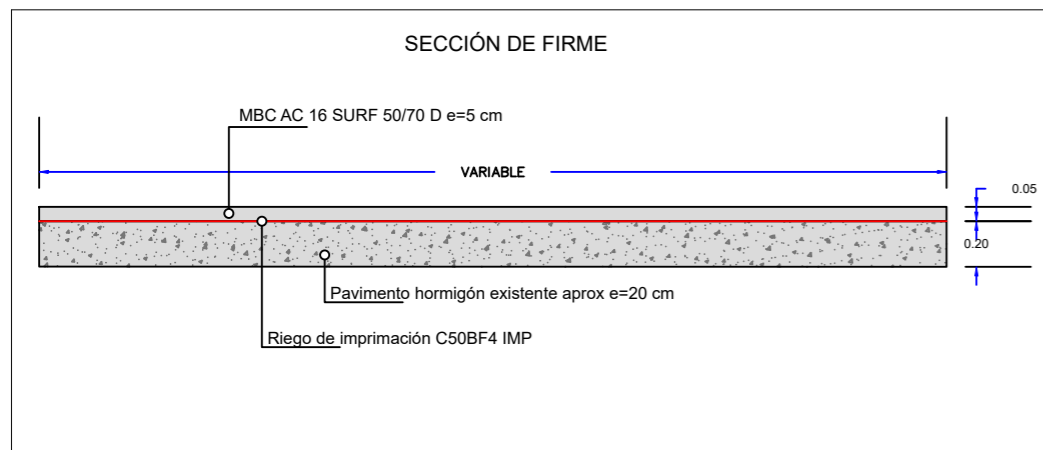 SECCIÓN DE FIRME
MBC AC 16 SURF 50/70 D e=5 cm
VARIABLE
0.05
0.20
Pavimento hormigón existente aprox e=20 cm
Riego de imprimación C50BF4 IMP